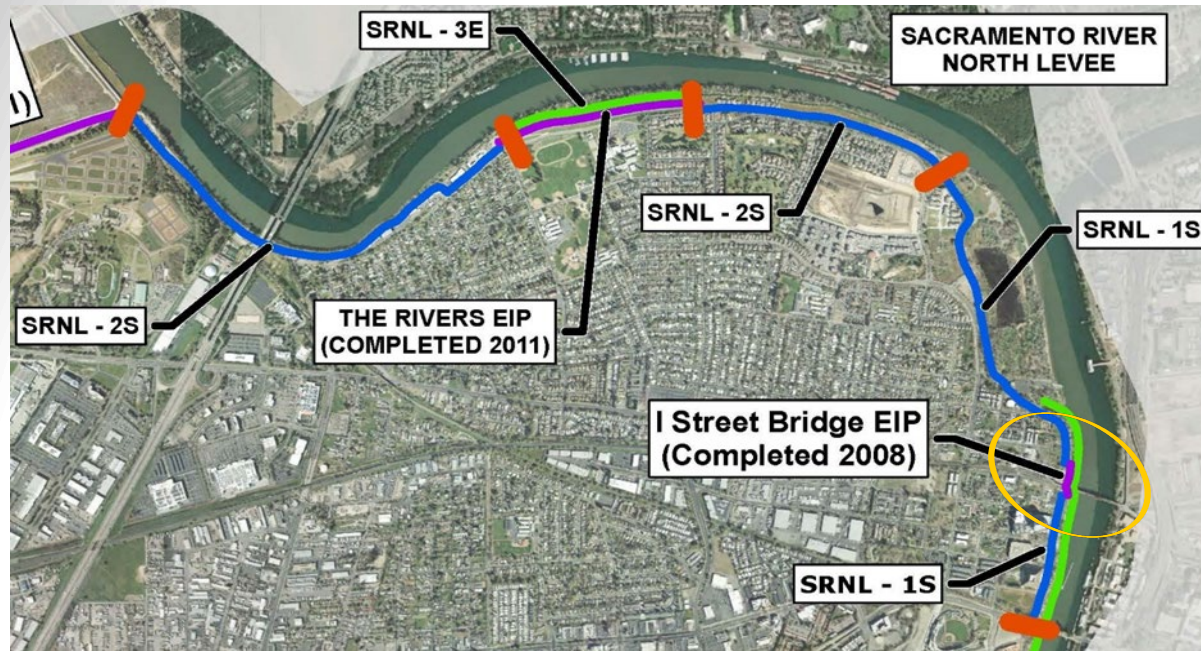 SRNL - 3E
SACRAMENTO RIVER
NORTH LEVEE
SRNL - 2S
SRNL - 1S
SRNL - 2S
THE RIVERS EIP
(COMPLETED 2011)
I Street Bridge EIP
(Completed 2008)
SRNL - 1S